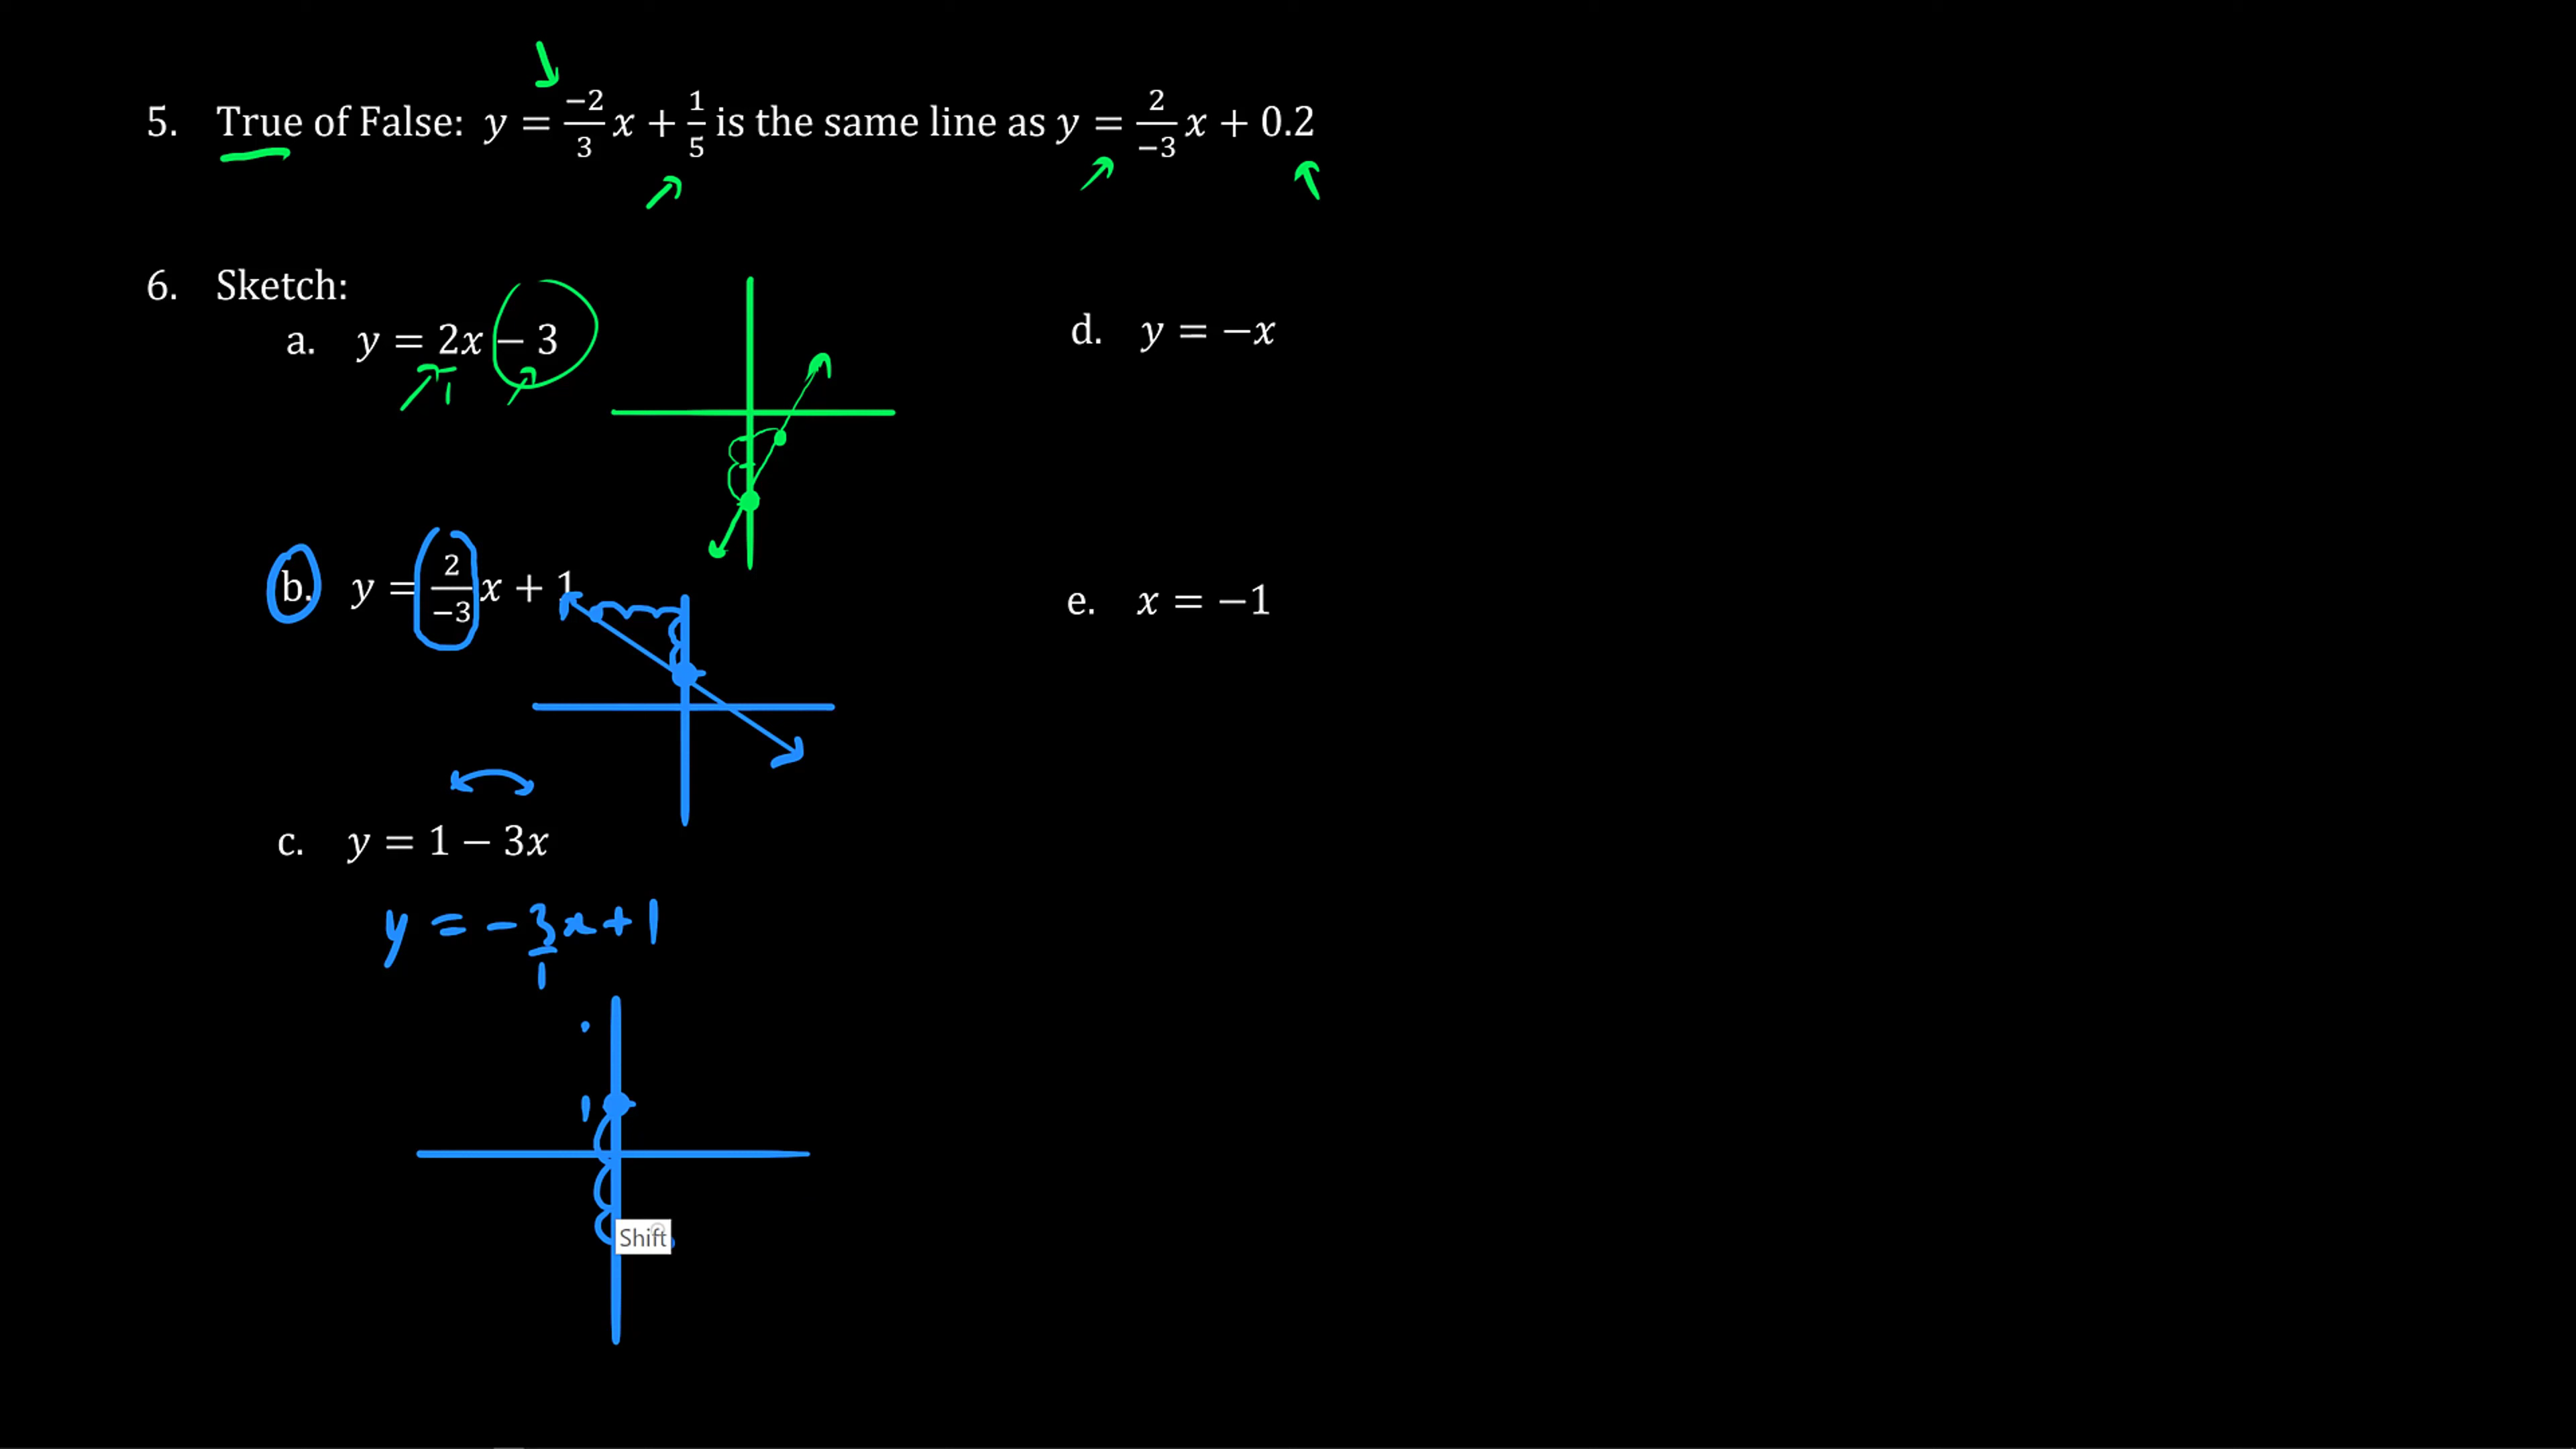 5. True of False: y = -2/3 x + 1/5 is the same line as y = 2/-3 x + 0.2
6. Sketch:
a. y = 2x - 3
1
b. y = 2/-3 x + 1
c. y = 1 - 3x
y = -3/1 x + 1
Shift
d. y = -x
e. x = -1